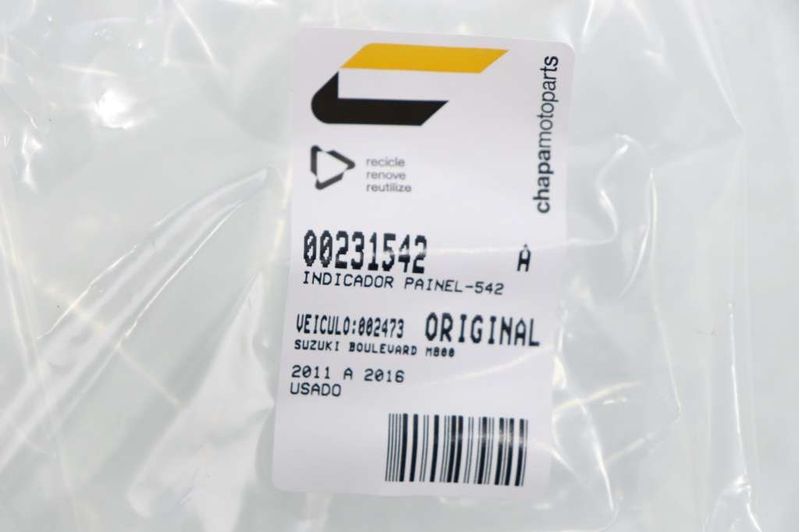 chapamotoparts
recicle
renove
reutilize
00231542 A
INDICADOR PAINEL-542
VEICULO:002473 ORIGINAL
SUZUKI BOULEVARD M800
2011 A 2016
USADO